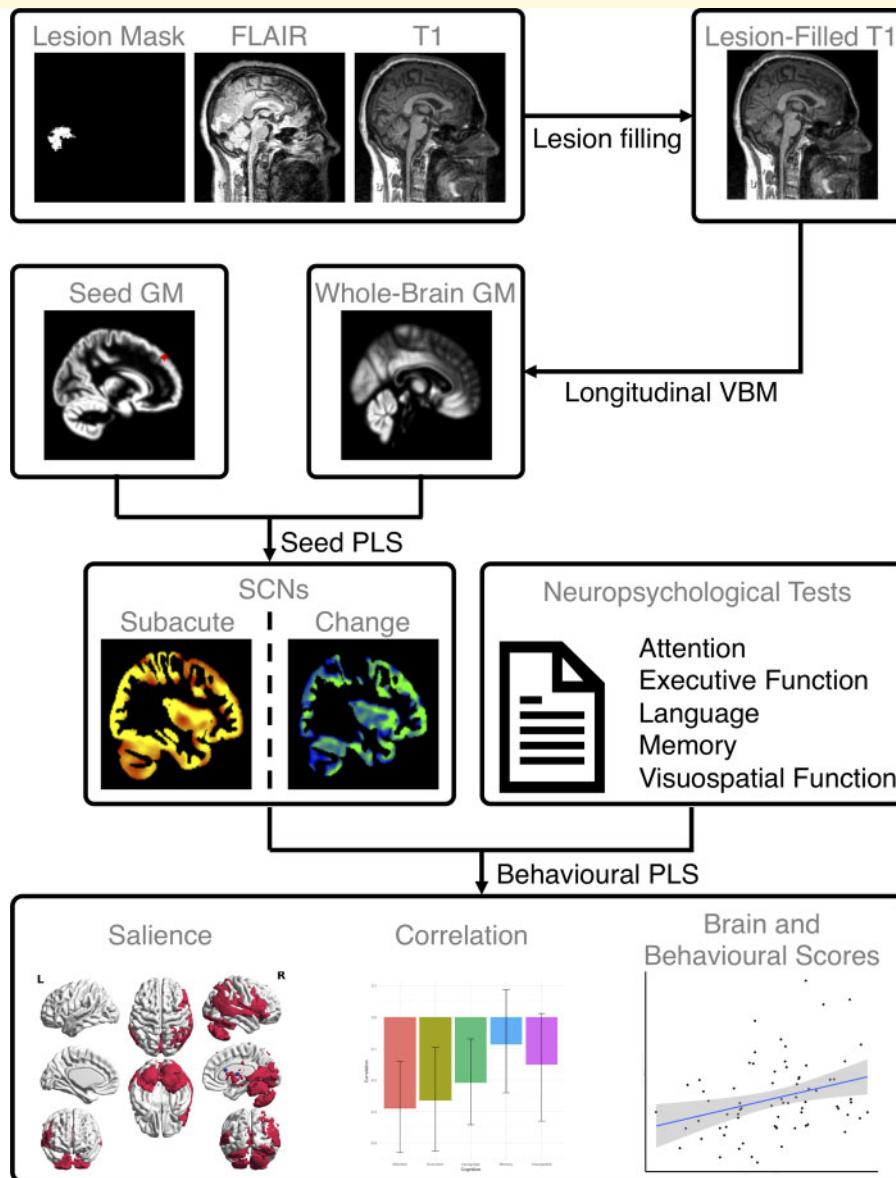 Lesion Mask
FLAIR
T1
Lesion-Filled T1
Lesion filling
Seed GM
Whole-Brain GM
Longitudinal VBM
Seed PLS
SCNs
Subacute
Change
Neuropsychological Tests
Attention
Executive Function
Language
Memory
Visuospatial Function
Behavioural PLS
Salience
L
R
Correlation
Correlation
Cognition
Brain and
Behavioural Scores